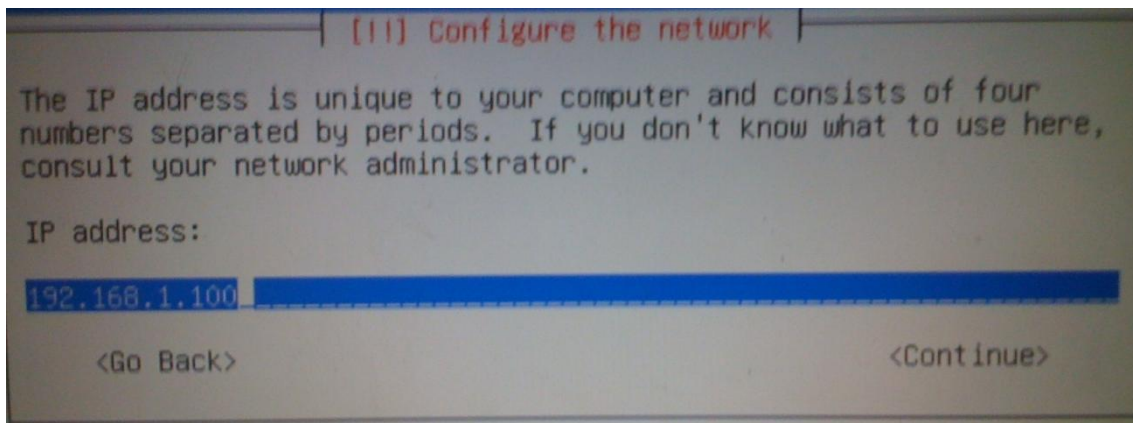 [!!] Configure the network
The IP address is unique to your computer and consists of four
numbers separated by periods.  If you don't know what to use here,
consult your network administrator.
IP address:
192.168.1.100
<Go Back> <Continue>